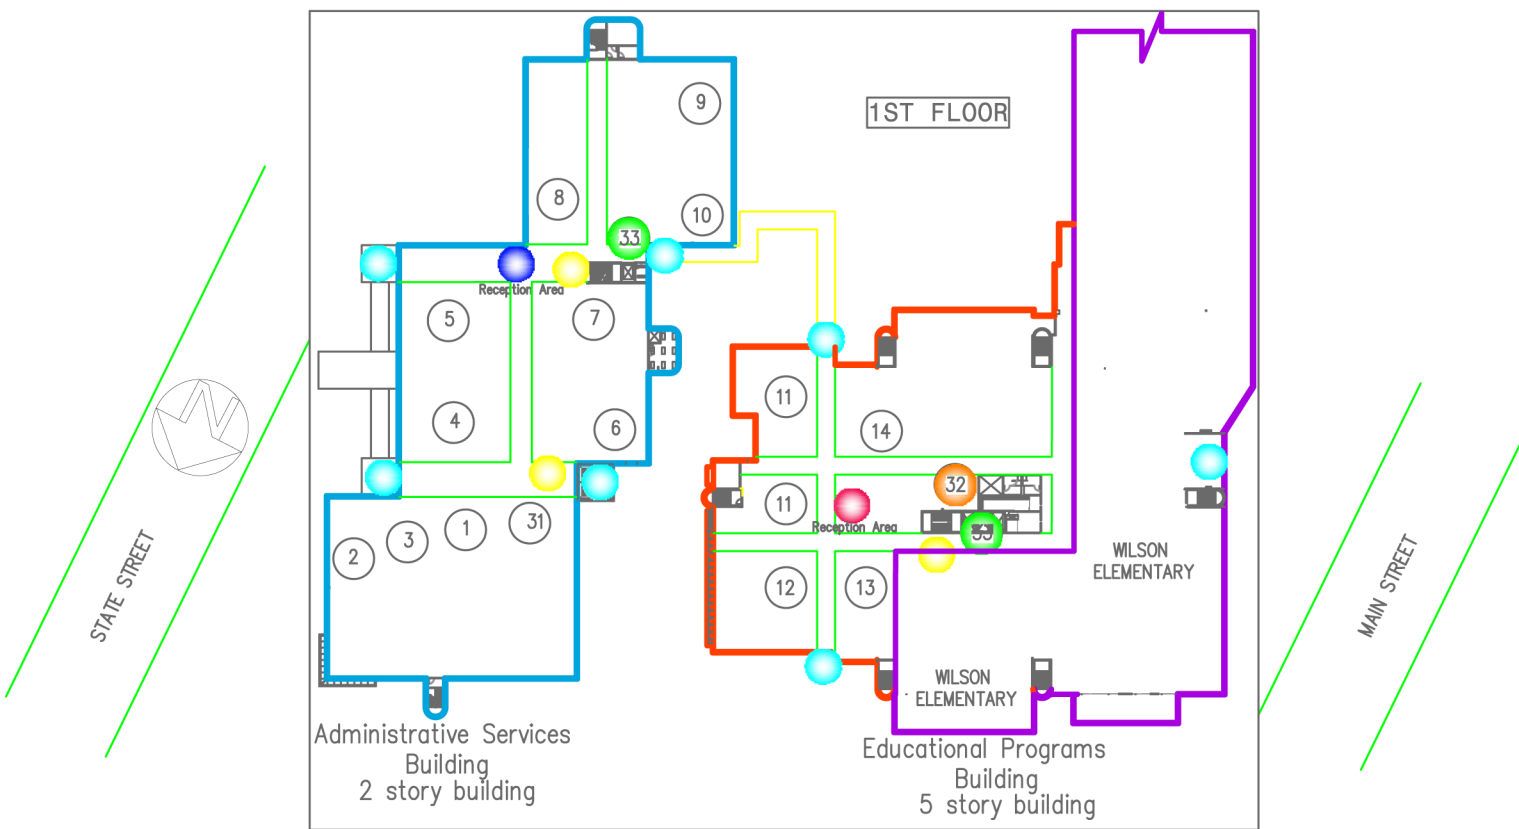 1ST FLOOR
9
8
10
33
Reception Area
5
7
4
6
11
14
STATE STREET
2
3
1
31
11
32
Reception Area
33
12
13
WILSON
ELEMENTARY
MAIN STREET
WILSON
ELEMENTARY
Administrative Services
Building
2 story building
Educational Programs
Building
5 story building